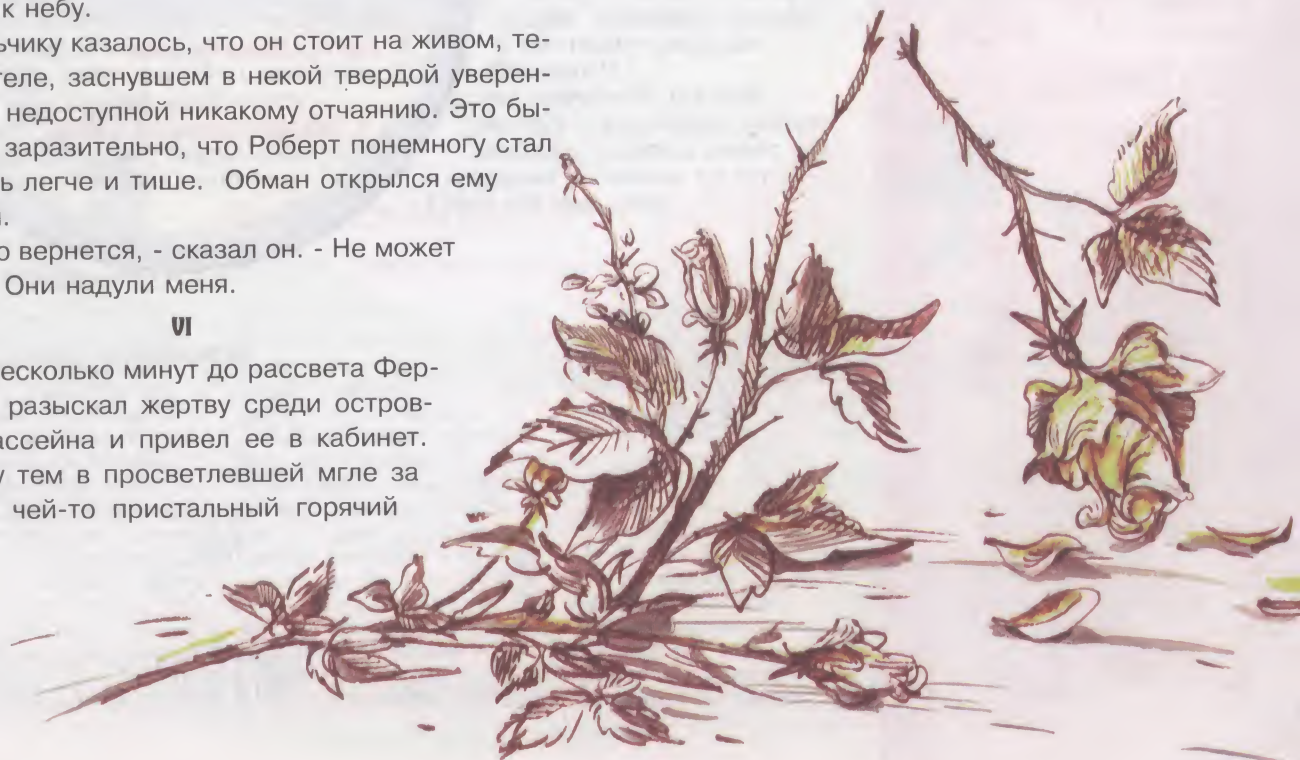 к небу.
ьчику казалось, что он стоит на живом, те-
теле, заснувшем в некой твердой уверен-
недоступной никакому отчаянию. Это бы-
заразительно, что Роберт понемногу стал
ь легче и тише. Обман открылся ему
о вернется, - сказал он. - Не может
Они надули меня.
VI
есколько минут до рассвета Фер-
разыскал жертву среди остров-
ассейна и привел ее в кабинет.
у тем в просветлевшей мгле за
чей-то пристальный горячий